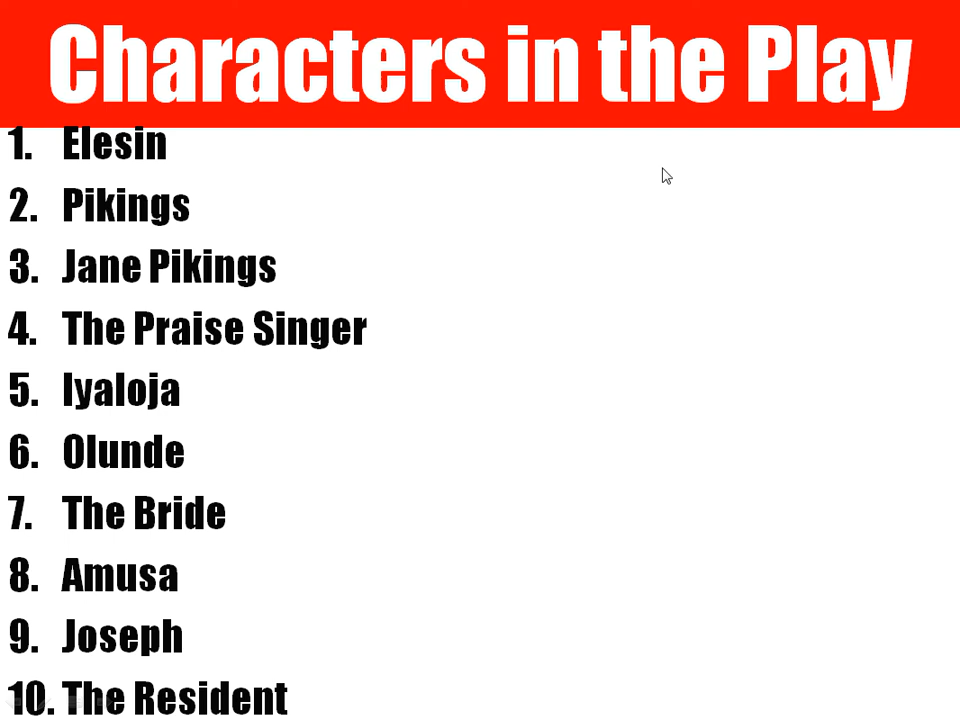 Characters in the Play
1. Elesin
2. Pikings
3. Jane Pikings
4. The Praise Singer
5. Iyaloja
6. Olunde
7. The Bride
8. Amusa
9. Joseph
10. The Resident